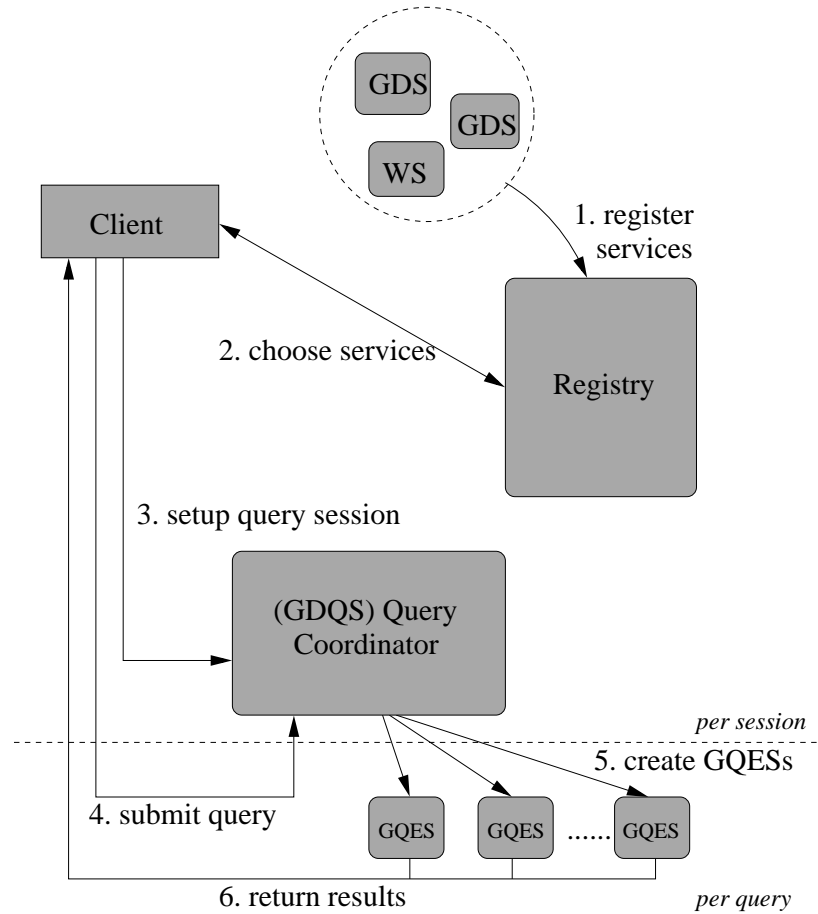 GDS
GDS
WS
1. register
services
Client
2. choose services
Registry
3. setup query session
(GDQS) Query
Coordinator
per session
5. create GQESs
4. submit query
GQES
GQES
......
GQES
6. return results
per query